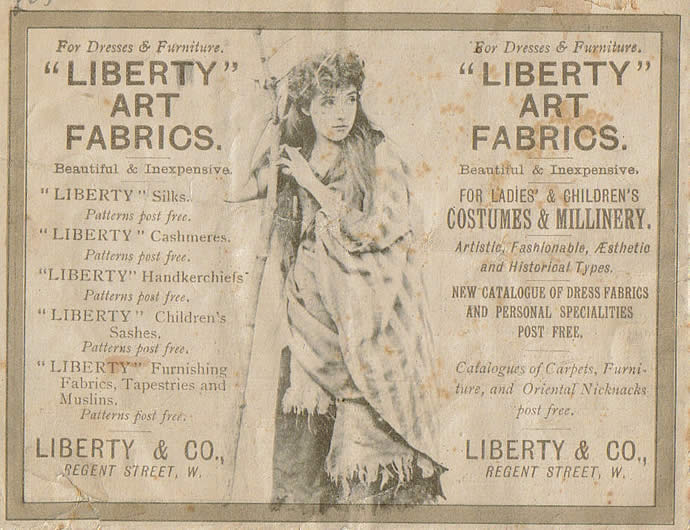 For Dresses & Furniture.
"LIBERTY"
ART
FABRICS.
Beautiful & Inexpensive.
"LIBERTY" Silks.
Patterns post free.
"LIBERTY" Cashmeres.
Patterns post free.
"LIBERTY" Handkerchiefs
Patterns post free.
"LIBERTY" Children's
Sashes.
Patterns post free.
"LIBERTY" Furnishing
Fabrics, Tapestries and
Muslins.
Patterns post free.
LIBERTY & CO.,
REGENT STREET, W.
For Dresses & Furniture.
"LIBERTY"
ART
FABRICS.
Beautiful & Inexpensive.
FOR LADIES' & CHILDREN'S
COSTUMES & MILLINERY.
Artistic, Fashionable, Æsthetic
and Historical Types.
NEW CATALOGUE OF DRESS FABRICS
AND PERSONAL SPECIALITIES
POST FREE.
Catalogues of Carpets, Furni-
ture, and Oriental Nicknacks
post free.
LIBERTY & CO.,
REGENT STREET, W.